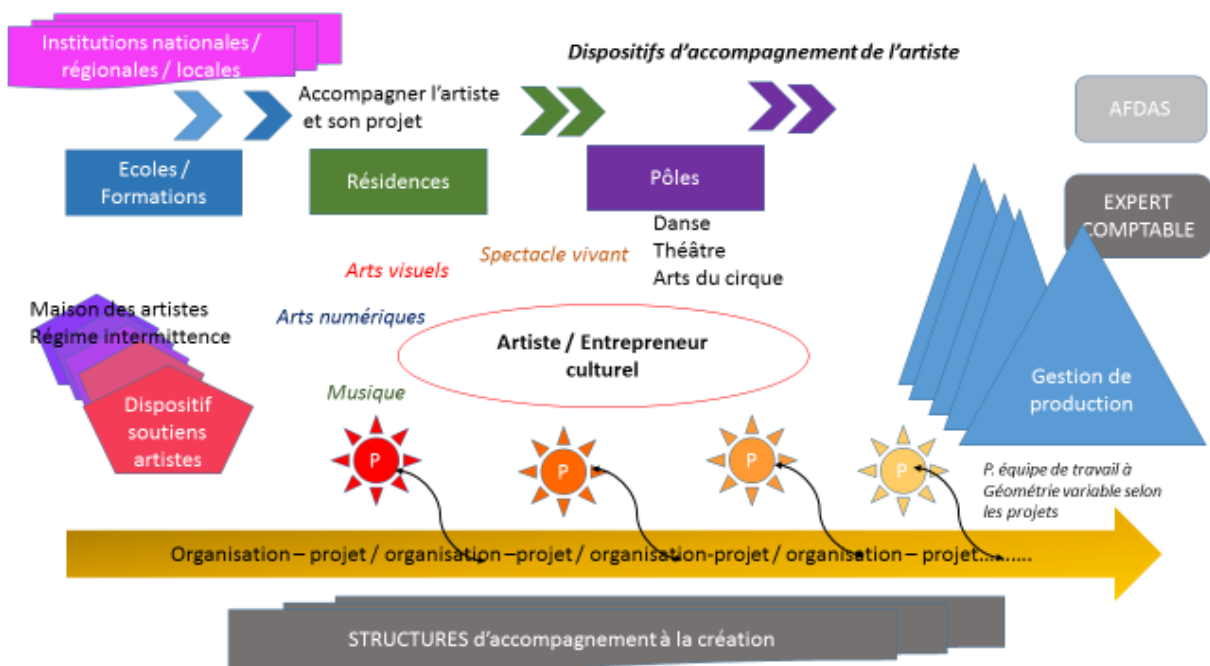 Institutions nationales /
régionales / locales
Dispositifs d'accompagnement de l'artiste
Accompagner l'artiste
et son projet
AFDAS
Ecoles /
Formations
Résidences
Pôles
EXPERT
COMPTABLE
Danse
Théâtre
Arts du cirque
Spectacle vivant
Arts visuels
Arts numériques
Musique
Maison des artistes
Régime intermittence
Artiste / Entrepreneur
culturel
Gestion de
production
Dispositif
soutiens
artistes
P
P
P
P
P. équipe de travail à
Géométrie variable selon
les projets
Organisation – projet / organisation –projet / organisation-projet / organisation – projet..........
STRUCTURES d'accompagnement à la création